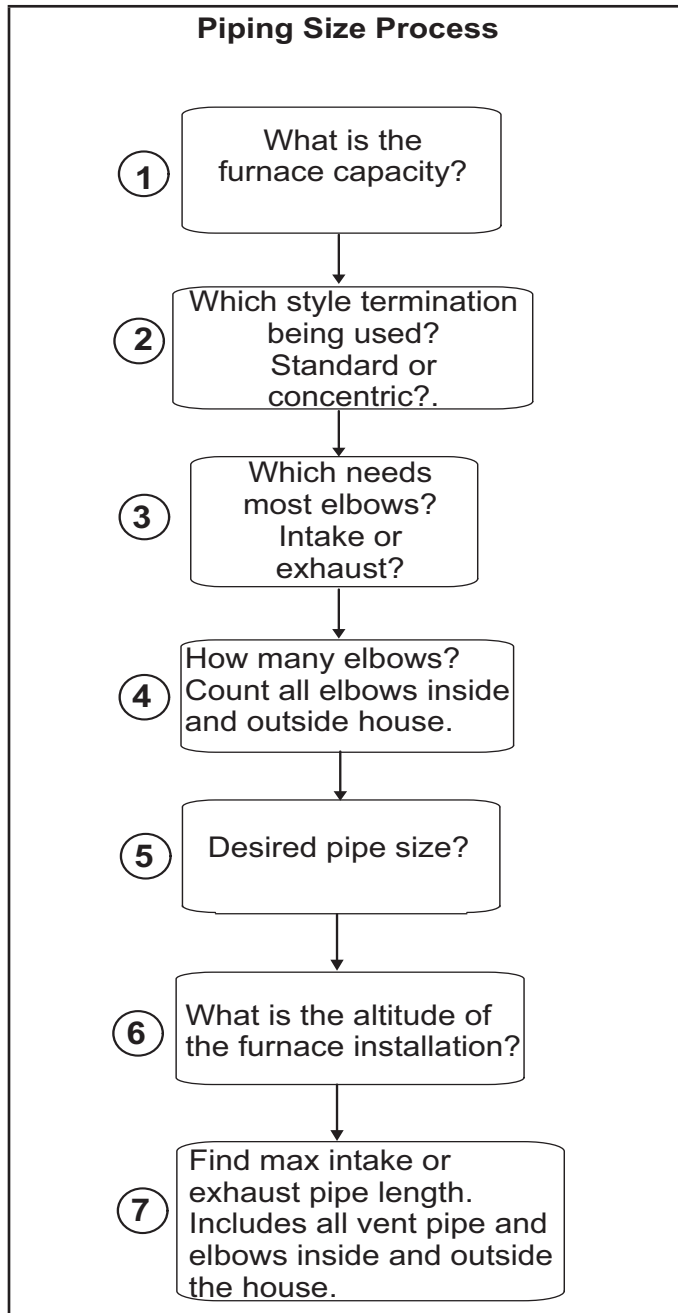 Piping Size Process
1
What is the
furnace capacity?
2
Which style termination
being used?
Standard or
concentric?.
3
Which needs
most elbows?
Intake or
exhaust?
4
How many elbows?
Count all elbows inside
and outside house.
5
Desired pipe size?
6
What is the altitude of
the furnace installation?
7
Find max intake or
exhaust pipe length.
Includes all vent pipe and
elbows inside and outside
the house.